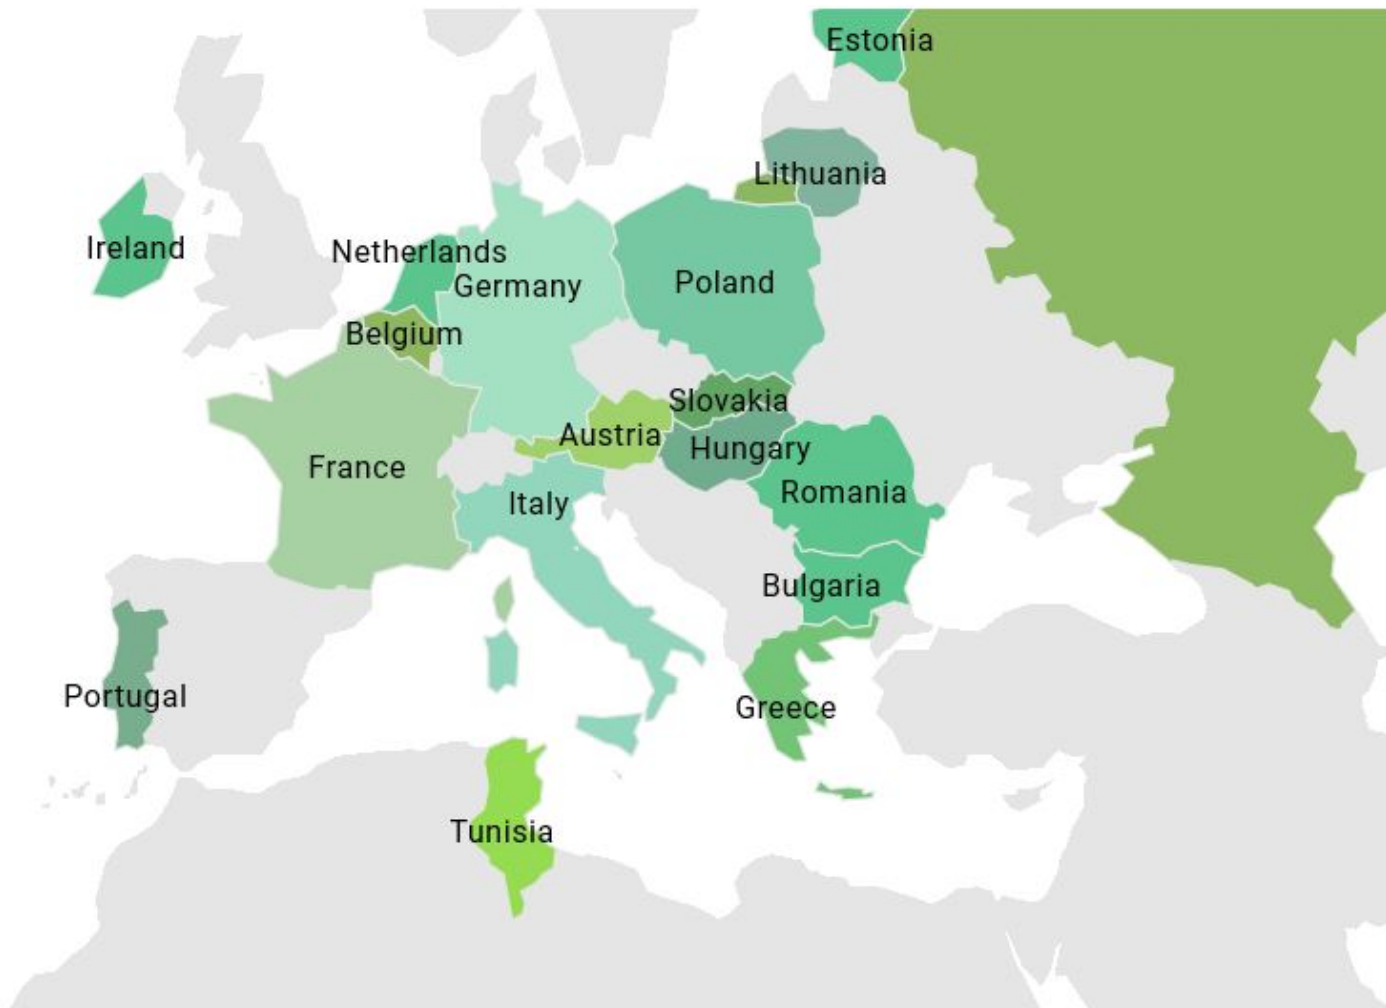 Estonia
Lithuania
Ireland
Netherlands
Germany
Poland
Belgium
Slovakia
Austria
Hungary
France
Romania
Italy
Bulgaria
Portugal
Greece
Tunisia